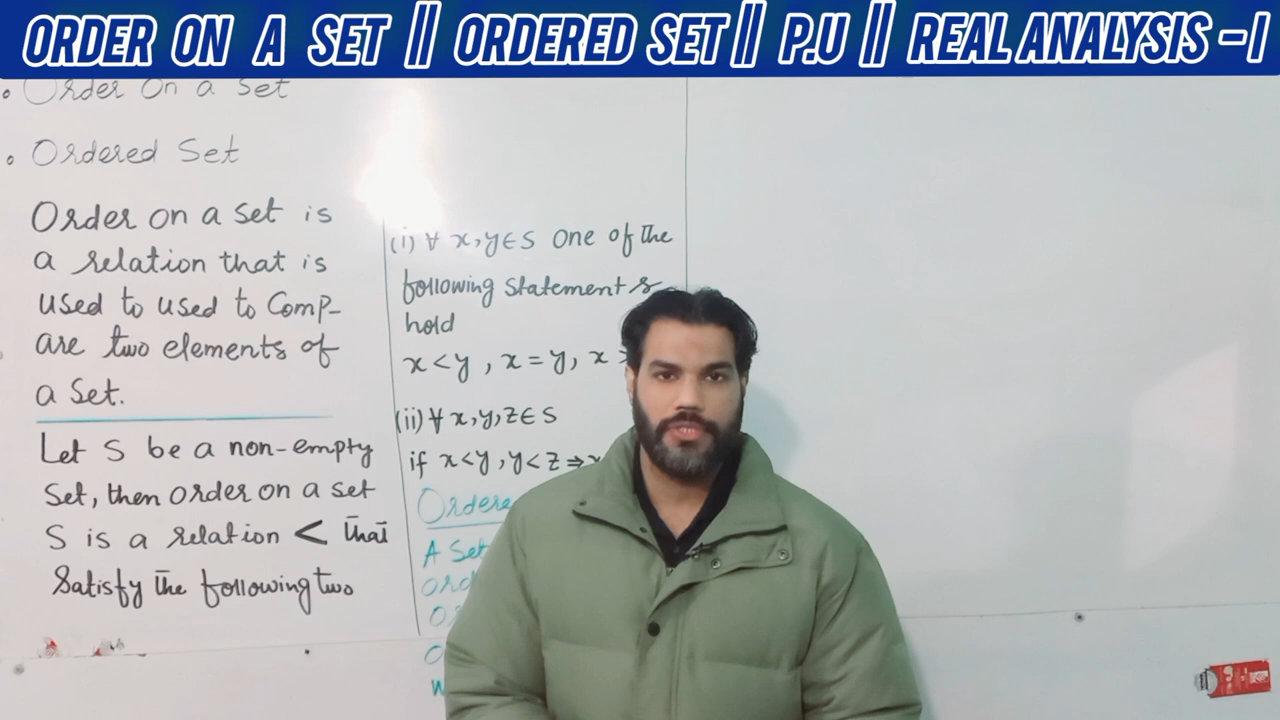 ORDER ON A SET || ORDERED SET || P.U || REAL ANALYSIS -I
• Order On a Set
• Ordered Set
Order on a Set is
a relation that is
used to used to Comp-
are two elements of
a Set.
Let S be a non-empty
Set, then order on a set
S is a relation < that
Satisfy the following two
(i) ∀ x,y∈S One of the
following Statements
hold
x<y , x=y, x >
(ii) ∀ x,y,z∈S
if x<y , y<z ⇒
Ordere
A Set